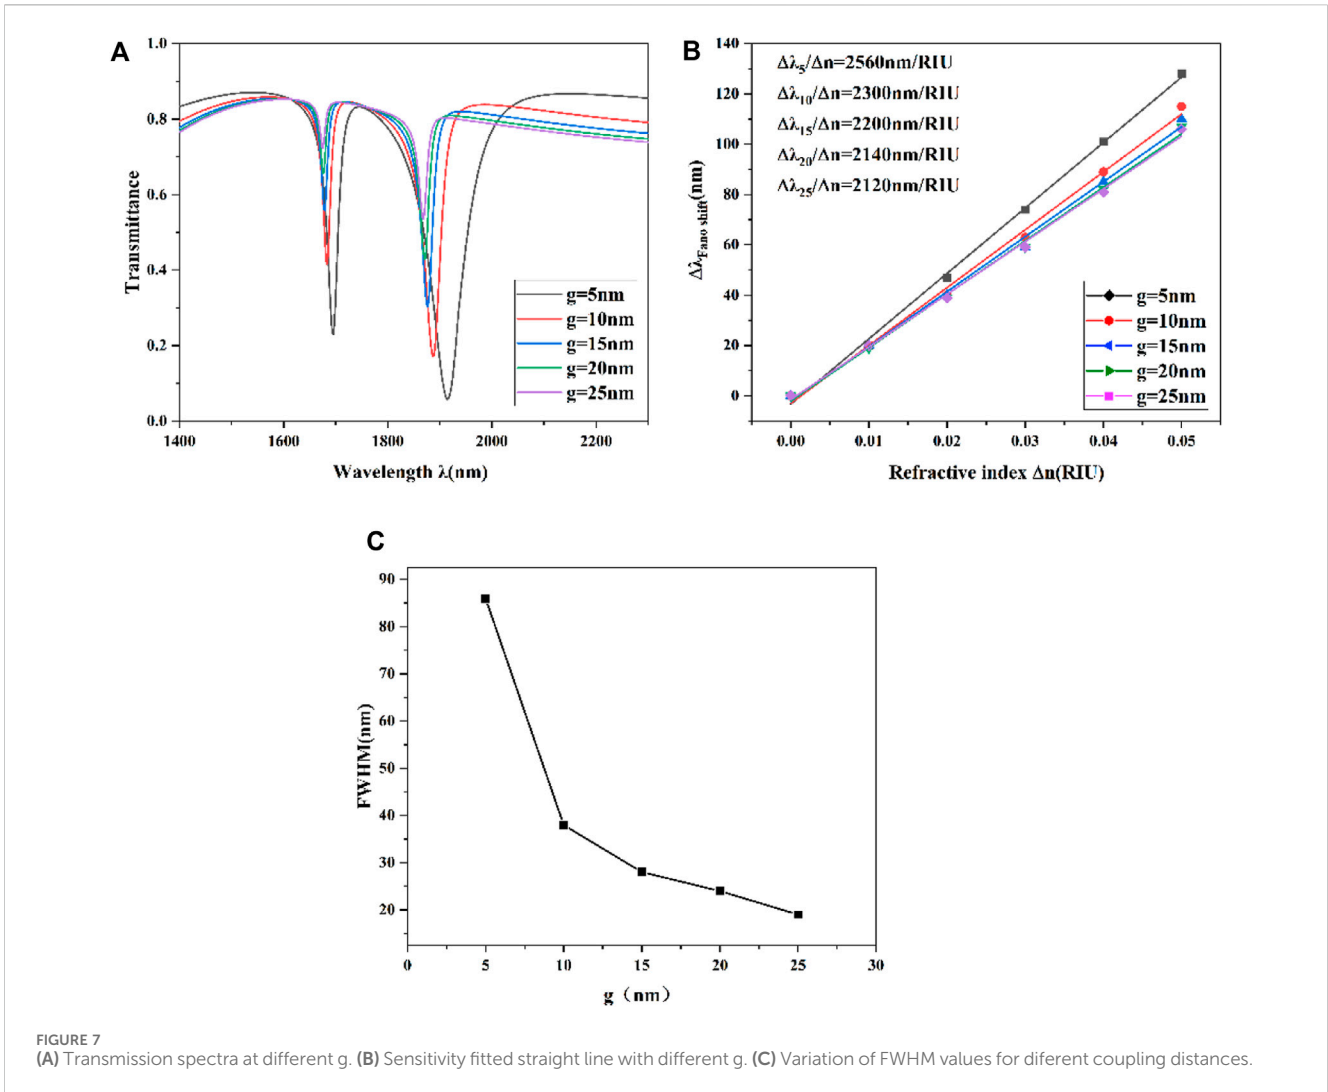 A
1.0
0.8
0.6
0.4
0.2
0.0
Transmittance
1400
1600
1800
2000
2200
Wavelength λ(nm)
g=5nm
g=10nm
g=15nm
g=20nm
g=25nm
B
140
120
100
80
60
40
20
0
Δλ_Fano shift(nm)
Δλ5/Δn=2560nm/RIU
Δλ10/Δn=2300nm/RIU
Δλ15/Δn=2200nm/RIU
Δλ20/Δn=2140nm/RIU
Δλ25/Δn=2120nm/RIU
g=5nm
g=10nm
g=15nm
g=20nm
g=25nm
0.00
0.01
0.02
0.03
0.04
0.05
Refractive index Δn(RIU)
C
90
80
70
60
50
40
30
20
FWHM(nm)
0
5
10
15
20
25
30
g（nm）
FIGURE 7
(A) Transmission spectra at different g. (B) Sensitivity fitted straight line with different g. (C) Variation of FWHM values for diferent coupling distances.